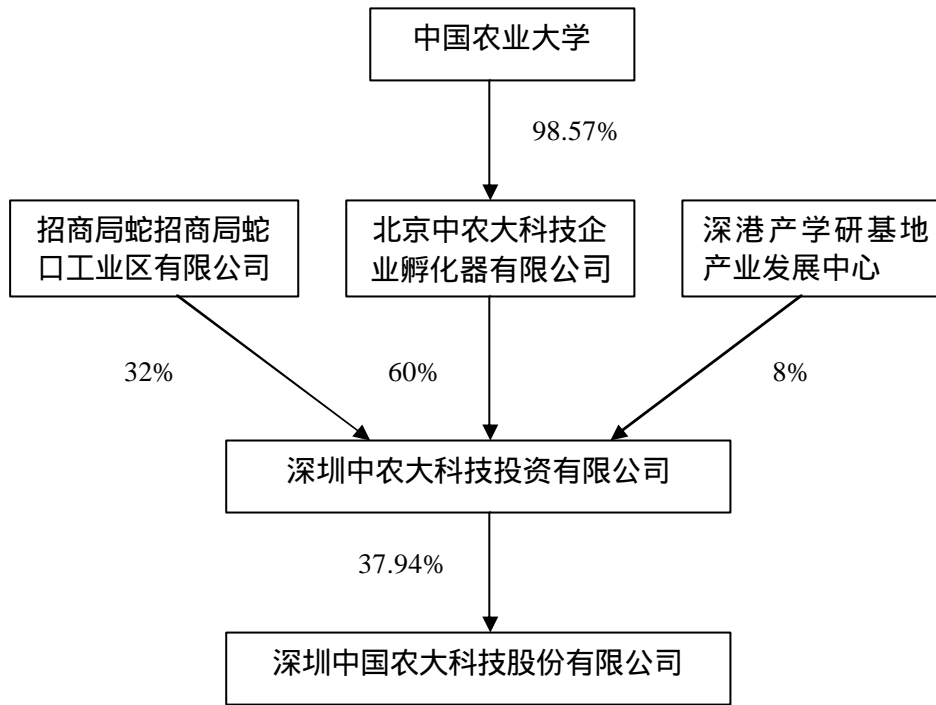 中国农业大学
98.57%
招商局蛇招商局蛇
口工业区有限公司
北京中农大科技企
业孵化器有限公司
深港产学研基地
产业发展中心
32%
60%
8%
深圳中农大科技投资有限公司
37.94%
深圳中国农大科技股份有限公司